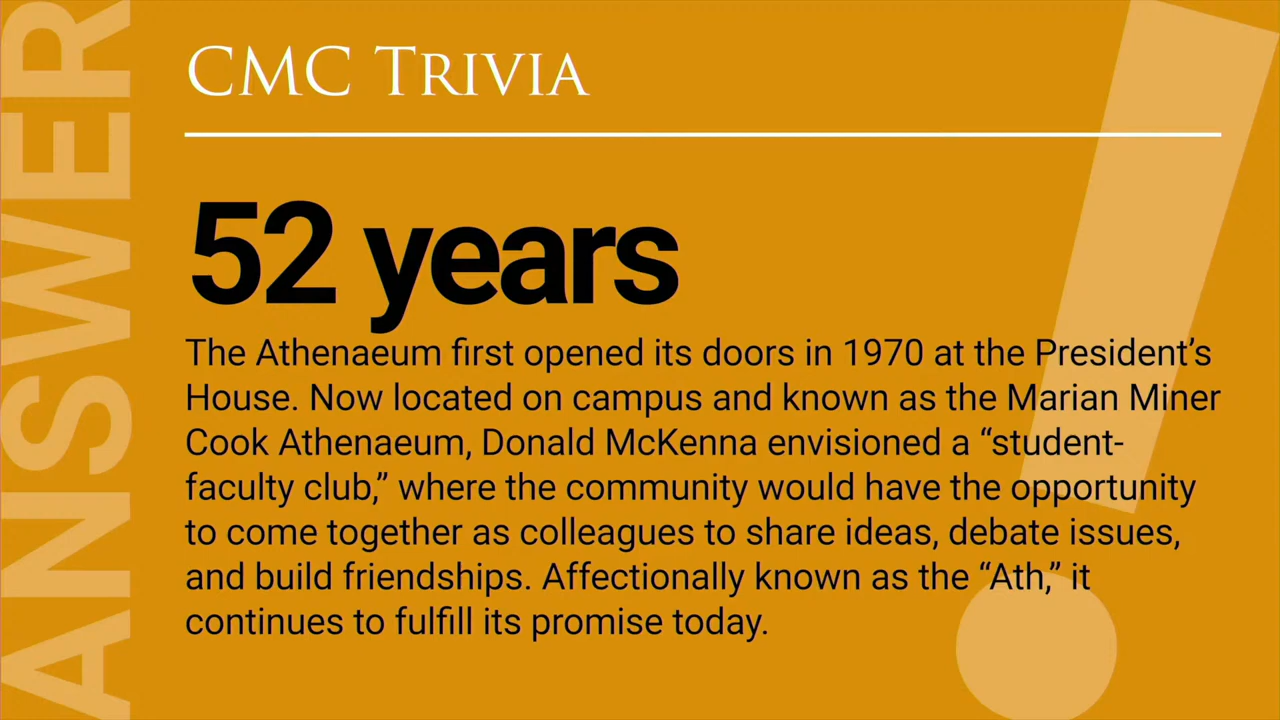 ANSWER
CMC Trivia
52 years
The Athenaeum first opened its doors in 1970 at the President’s
House. Now located on campus and known as the Marian Miner
Cook Athenaeum, Donald McKenna envisioned a “student-
faculty club,” where the community would have the opportunity
to come together as colleagues to share ideas, debate issues,
and build friendships. Affectionally known as the “Ath,” it
continues to fulfill its promise today.